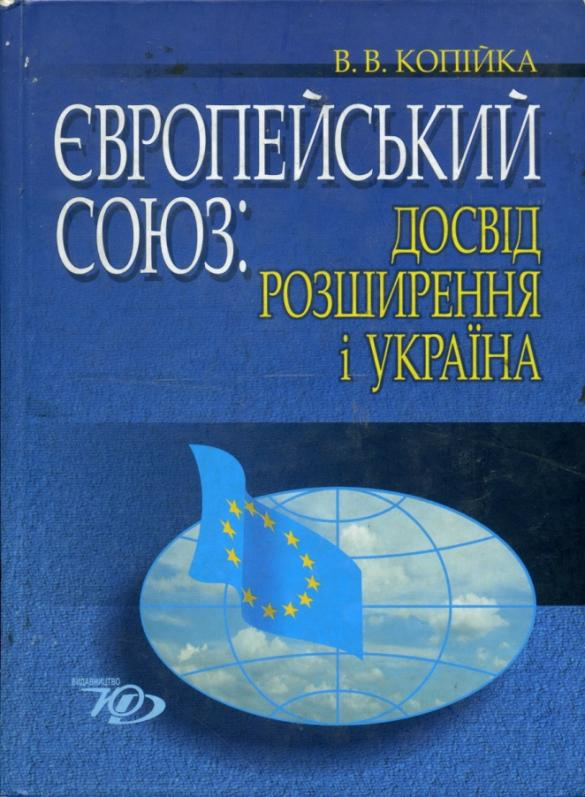 В. В. КОПІЙКА
ЄВРОПЕЙСЬКИЙ
СОЮЗ:
ДОСВІД
РОЗШИРЕННЯ
і УКРАЇНА
ВИДАВНИЦТВО